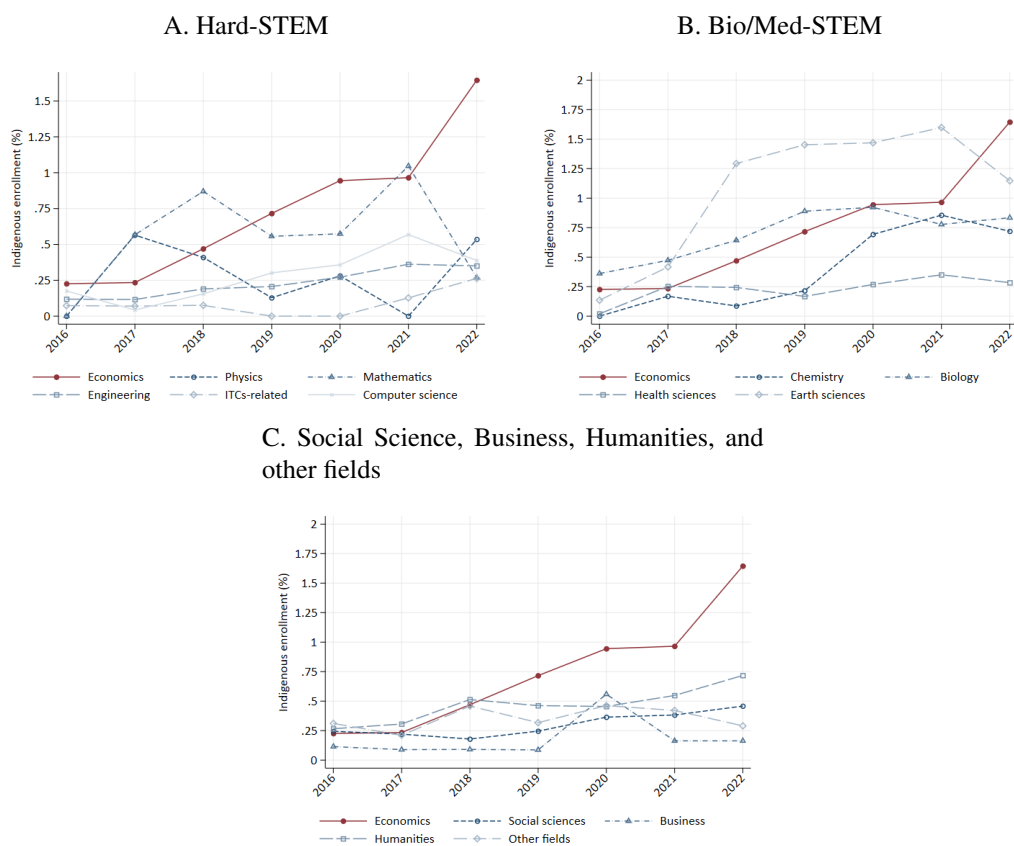 A. Hard-STEM
Indigenous enrollment (%)
1.5
1.25
1
.75
.5
.25
0
2016 2017 2018 2019 2020 2021 2022
Economics Physics Mathematics
Engineering ITCs-related Computer science
B. Bio/Med-STEM
Indigenous enrollment (%)
2
1.75
1.5
1.25
1
.75
.5
.25
0
2016 2017 2018 2019 2020 2021 2022
Economics Chemistry Biology
Health sciences Earth sciences
C. Social Science, Business, Humanities, and
other fields
Indigenous enrollment (%)
2
1.75
1.5
1.25
1
.75
.5
.25
0
2016 2017 2018 2019 2020 2021 2022
Economics Social sciences Business
Humanities Other fields